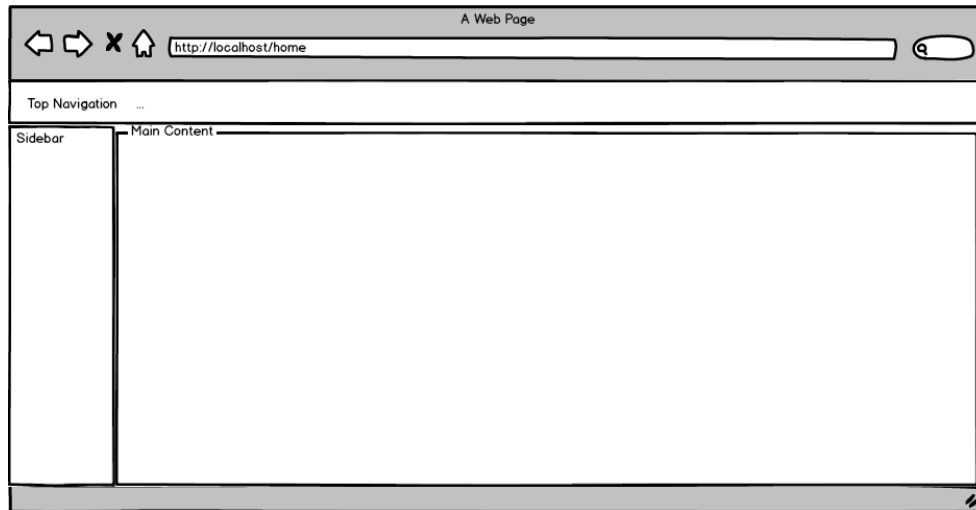 A Web Page
http://localhost/home
Top Navigation ...
Sidebar
Main Content